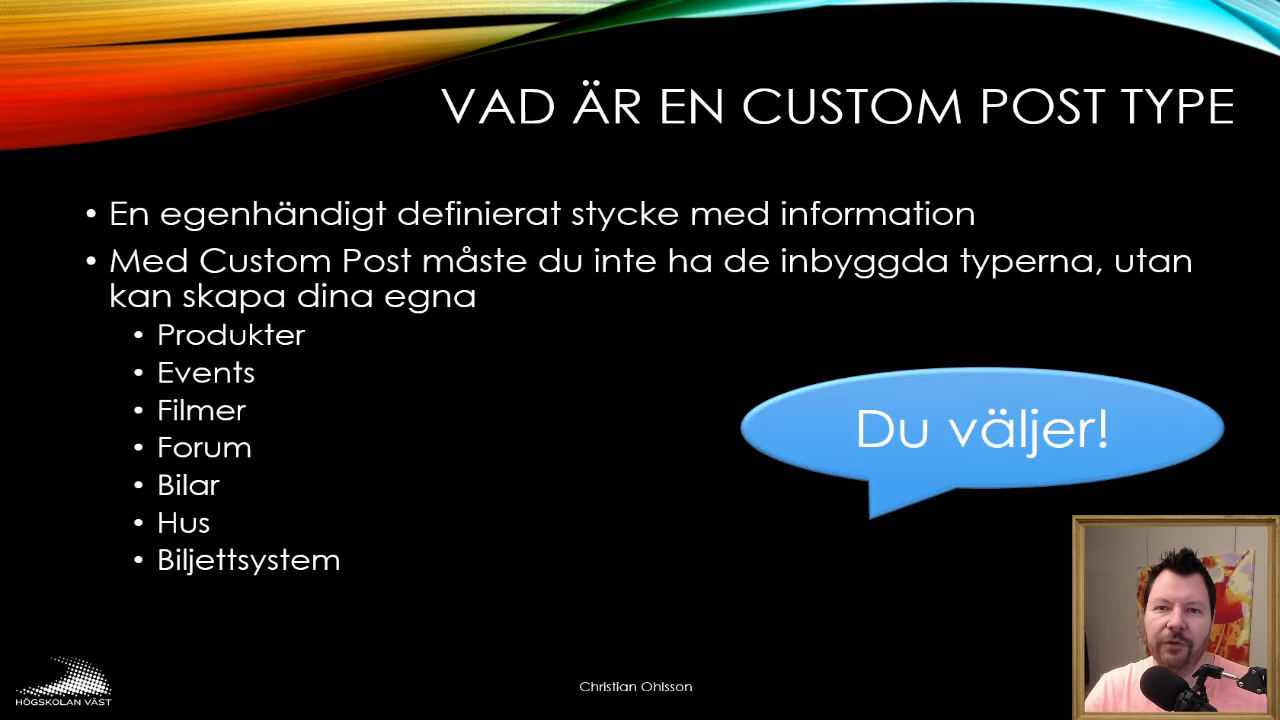 VAD ÄR EN CUSTOM POST TYPE
• En egenhändigt definierat stycke med information
• Med Custom Post måste du inte ha de inbyggda typerna, utan
kan skapa dina egna
• Produkter
• Events
• Filmer
• Forum
• Bilar
• Hus
• Biljettsystem
Du väljer!
HÖGSKOLAN VÄST
Christian Ohlsson